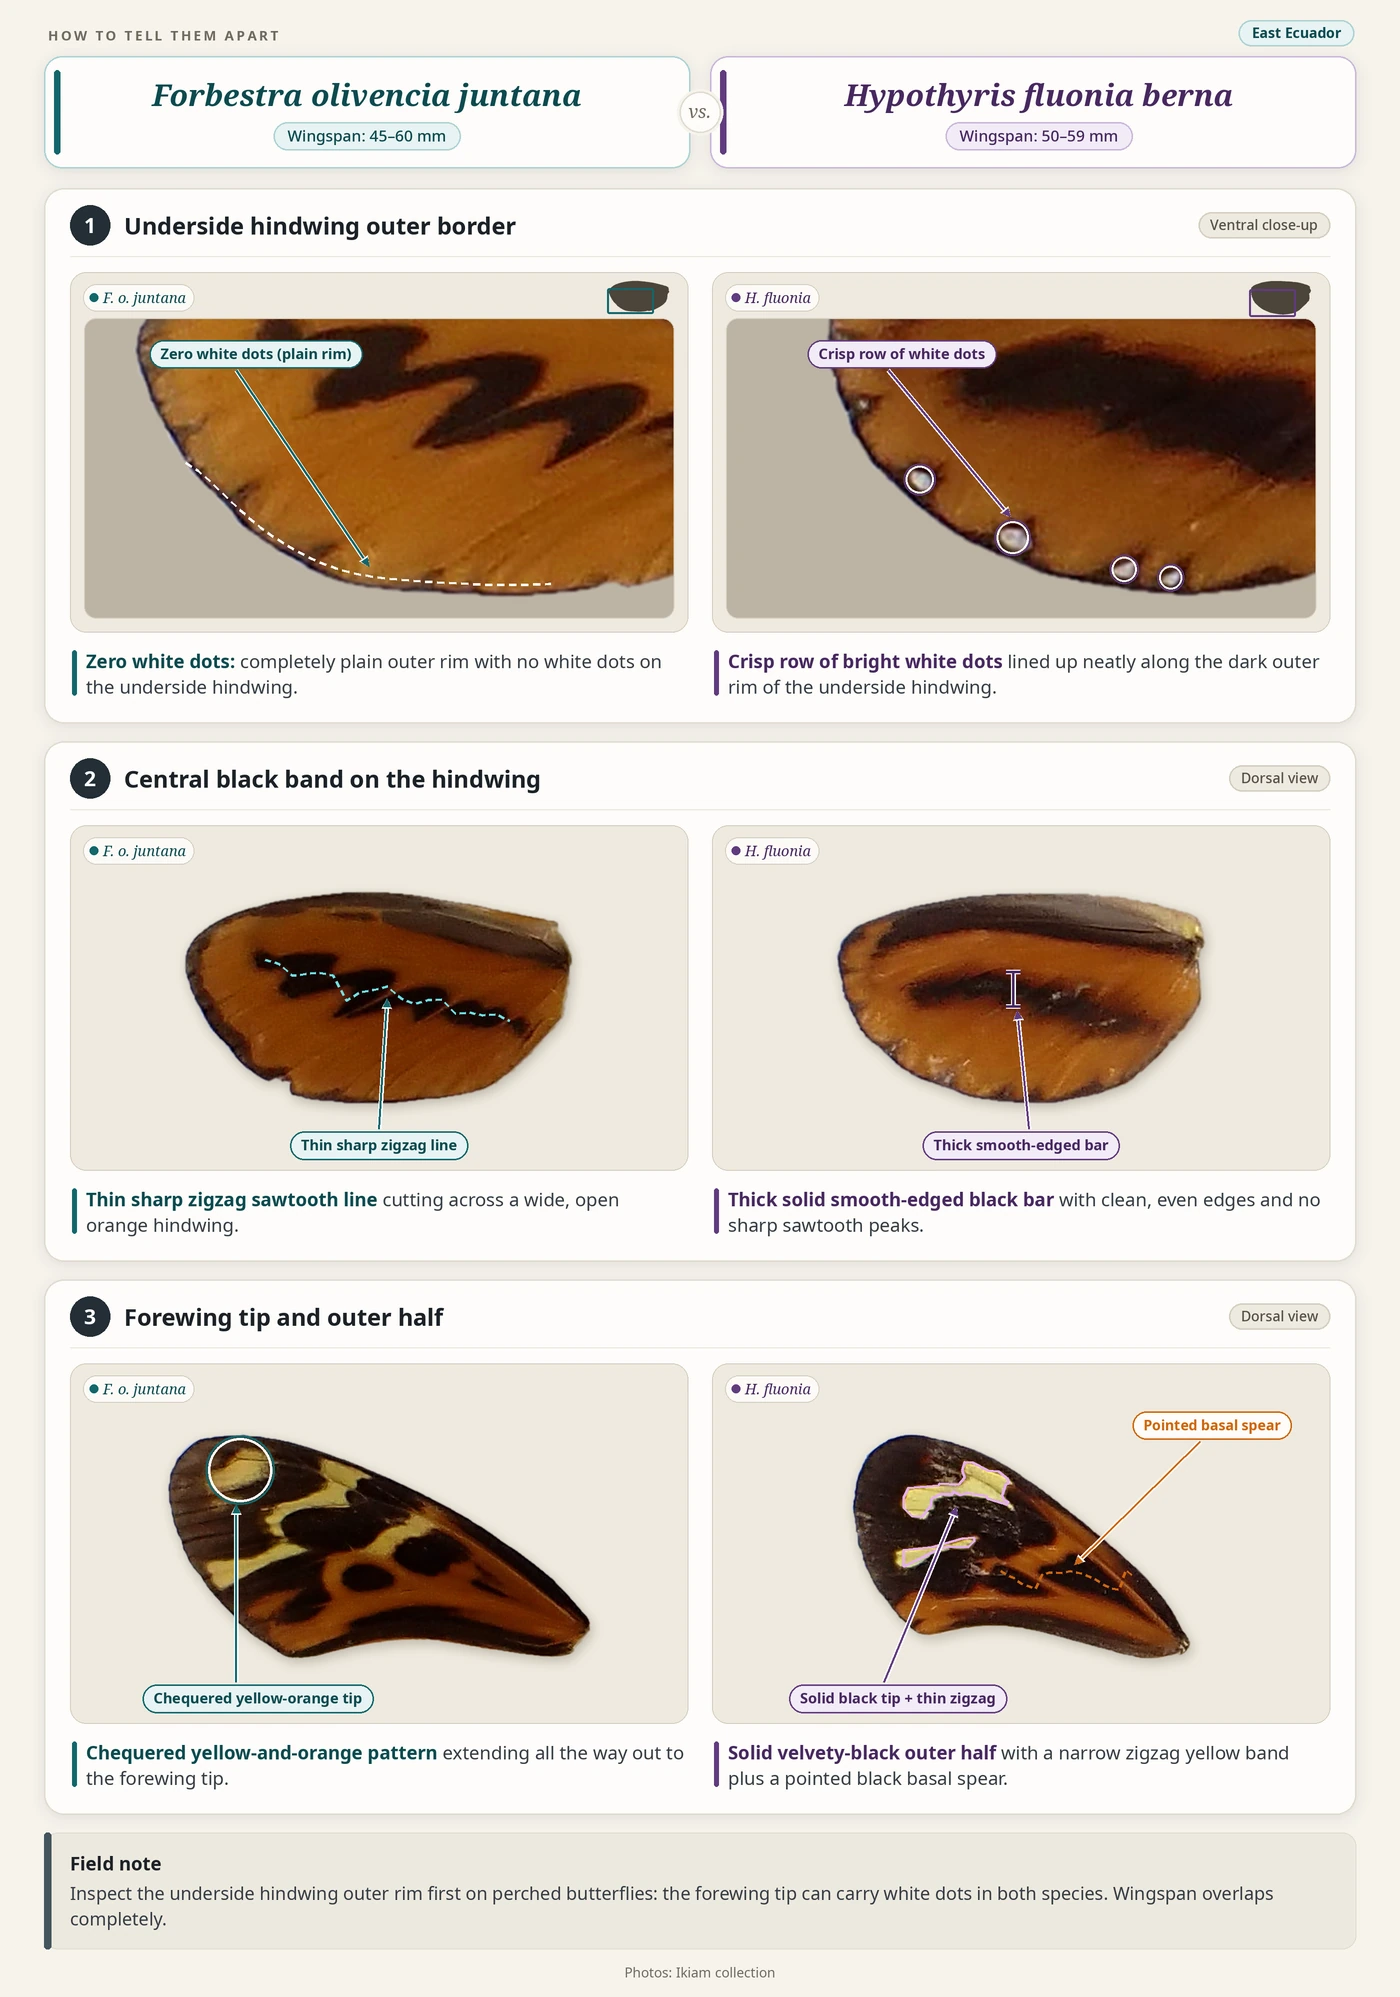 HOW TO TELL THEM APART
East Ecuador
Forbestra olivencia juntana
Wingspan: 45–60 mm
vs.
Hypothyris fluonia berna
Wingspan: 50–59 mm
1 Underside hindwing outer border
Ventral close-up
F. o. juntana
Zero white dots (plain rim)
H. fluonia
Crisp row of white dots
Zero white dots: completely plain outer rim with no white dots on
the underside hindwing.
Crisp row of bright white dots lined up neatly along the dark outer
rim of the underside hindwing.
2 Central black band on the hindwing
Dorsal view
F. o. juntana
Thin sharp zigzag line
H. fluonia
Thick smooth-edged bar
Thin sharp zigzag sawtooth line cutting across a wide, open
orange hindwing.
Thick solid smooth-edged black bar with clean, even edges and no
sharp sawtooth peaks.
3 Forewing tip and outer half
Dorsal view
F. o. juntana
Chequered yellow-orange tip
H. fluonia
Pointed basal spear
Solid black tip + thin zigzag
Chequered yellow-and-orange pattern extending all the way out to
the forewing tip.
Solid velvety-black outer half with a narrow zigzag yellow band
plus a pointed black basal spear.
Field note
Inspect the underside hindwing outer rim first on perched butterflies: the forewing tip can carry white dots in both species. Wingspan overlaps
completely.
Photos: Ikiam collection